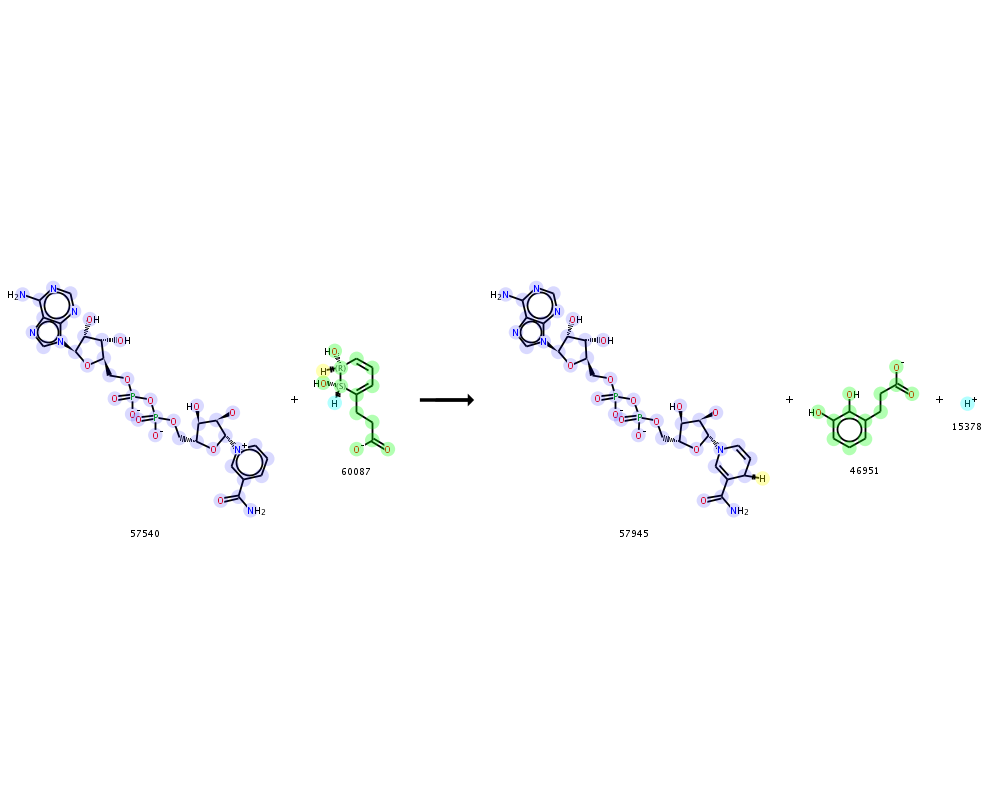 H₂N
N
N
N
N
OH
OH
O
O
P
O
O
O⁻
O
P
O
O⁻
HO
O
O
N⁺
O
NH₂
57540
+
HO
H
(R)
HO
(S)
H
O⁻
O
60087
H₂N
N
N
N
N
OH
OH
O
O
P
O
O
O⁻
O
P
O
O⁻
HO
O
O
N
H
O
NH₂
57945
+
O⁻
O
OH
HO
46951
+
H⁺
15378